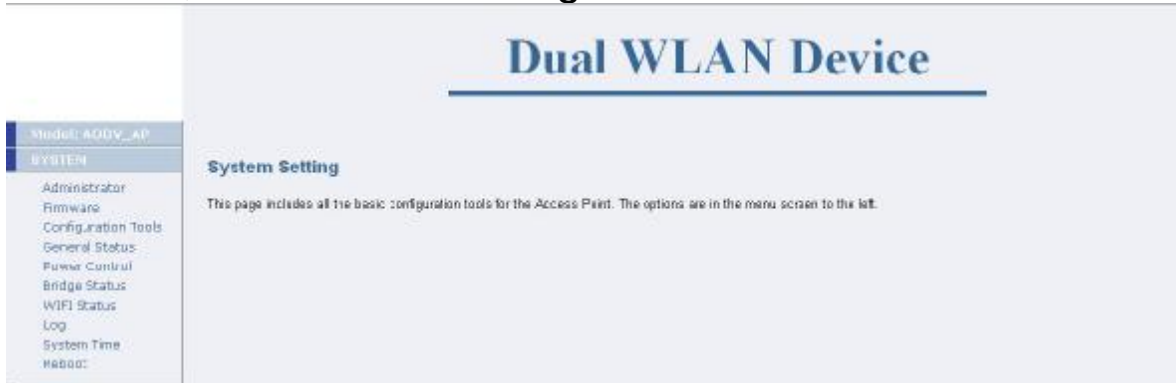 Dual WLAN Device
Model: AODV_AP
SYSTEM
Administrator
Firmware
Configuration Tools
General Status
Power Control
Bridge Status
WIFI Status
Log
System Time
Reboot
System Setting
This page includes all the basic configuration tools for the Access Point. The options are in the menu screen to the left.